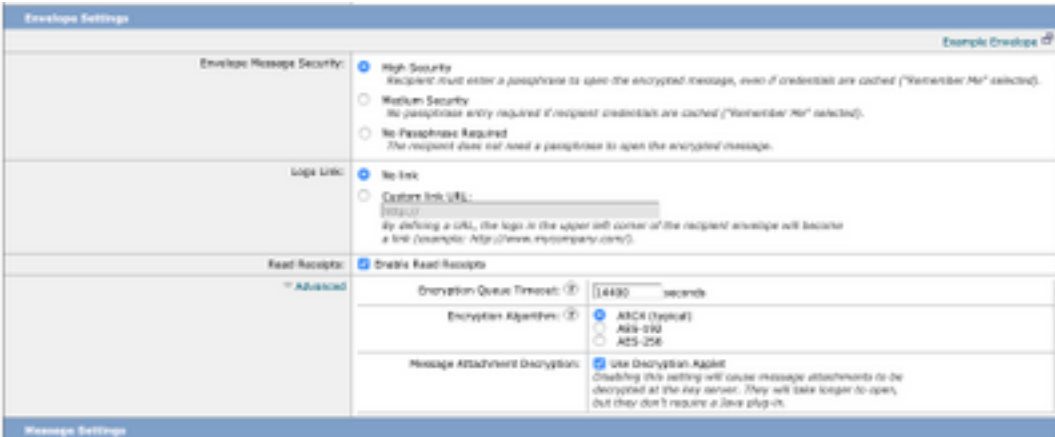 Envelope Settings
Example Envelope
Envelope Message Security:
High Security
Recipient must enter a passphrase to open the encrypted message, even if credentials are cached ("Remember Me" selected).
Medium Security
No passphrase entry required if recipient credentials are cached ("Remember Me" selected).
No Passphrase Required
The recipient does not need a passphrase to open the encrypted message.
Logo Link:
No link
Custom link URL:
http://
By defining a URL, the logo in the upper left corner of the recipient envelope will become
a link (example: http://www.mycompany.com/).
Read Receipts:
Enable Read Receipts
Advanced
Encryption Queue Timeout: (?)
14400 seconds
Encryption Algorithm: (?)
ARC4 (typical)
AES-192
AES-256
Message Attachment Decryption:
Use Decryption Applet
Disabling this setting will cause message attachments to be
decrypted at the key server. They will take longer to open,
but they don't require a Java plug-in.
Message Settings